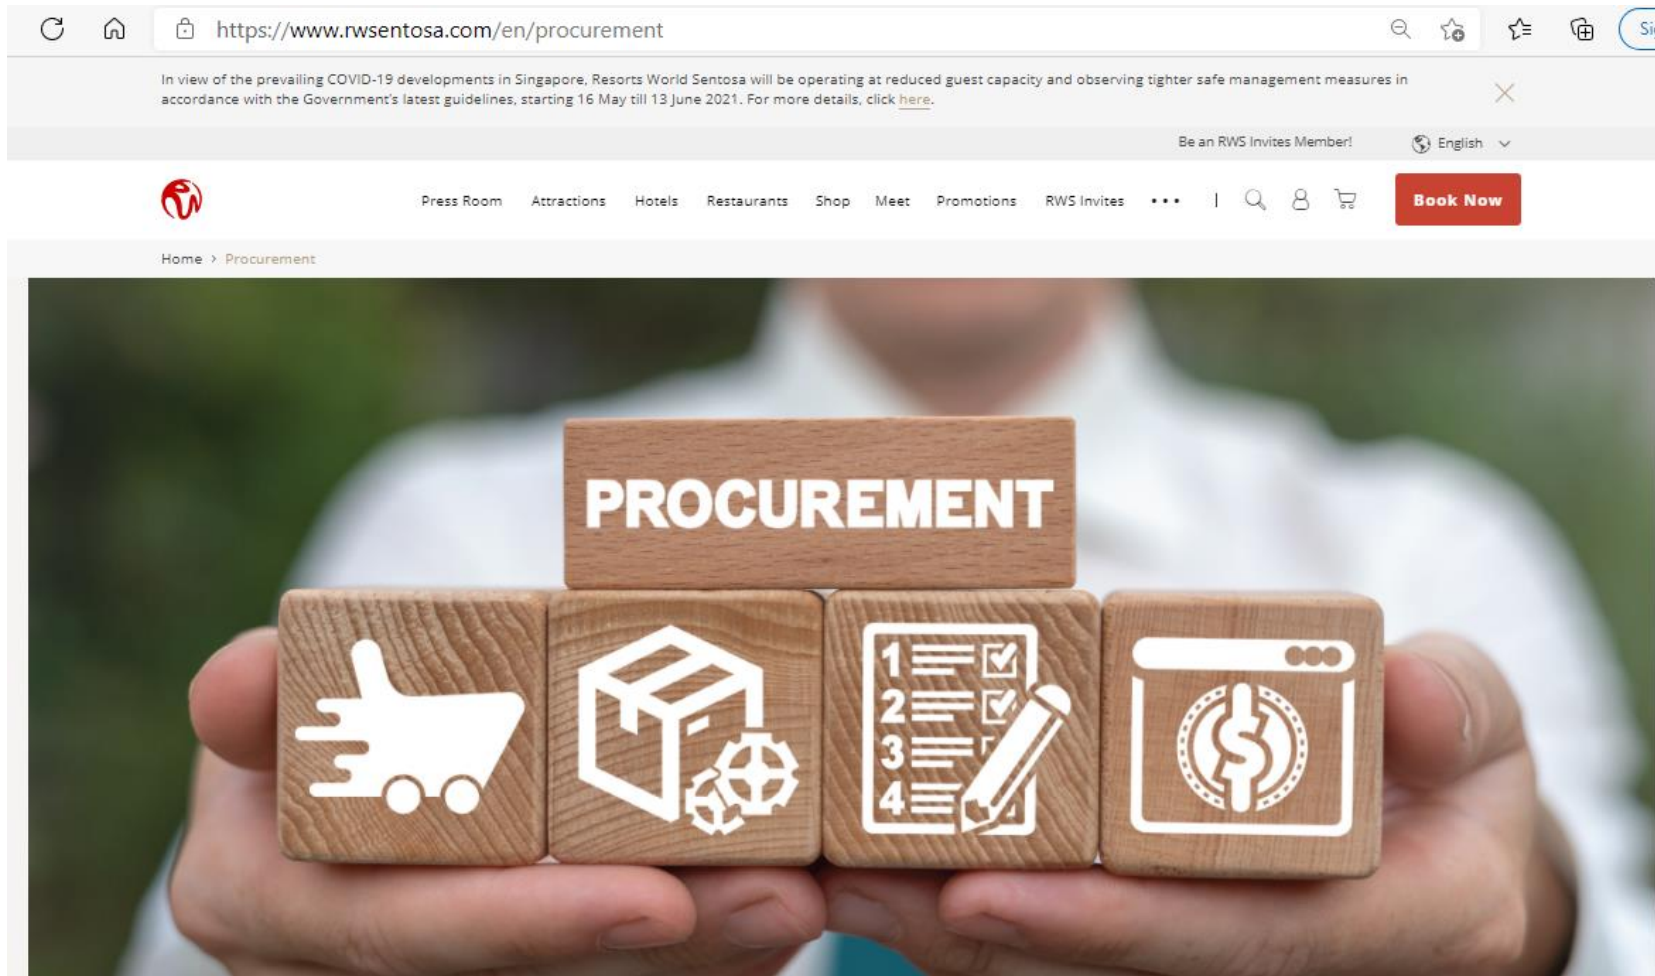 https://www.rwsentosa.com/en/procurement
In view of the prevailing COVID-19 developments in Singapore, Resorts World Sentosa will be operating at reduced guest capacity and observing tighter safe management measures in
accordance with the Government's latest guidelines, starting 16 May till 13 June 2021. For more details, click here.
Be an RWS Invites Member! English
Press Room Attractions Hotels Restaurants Shop Meet Promotions RWS Invites ••• | Book Now
Home > Procurement
PROCUREMENT
1
2
3
4
$